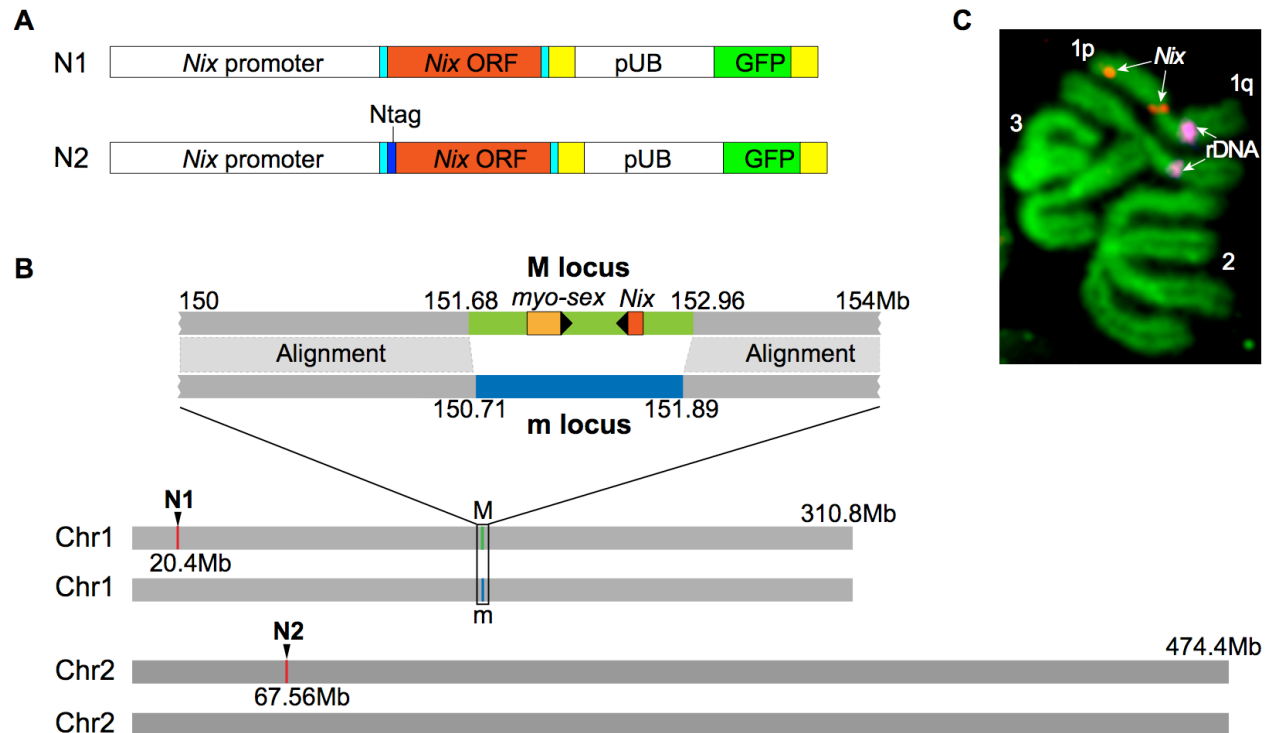 A
N1
Nix promoter
Nix ORF
pUB
GFP
Ntag
N2
Nix promoter
Nix ORF
pUB
GFP
B
M locus
150
151.68
myo-sex
Nix
152.96
154Mb
Alignment
Alignment
150.71
151.89
m locus
N1
M
310.8Mb
Chr1
20.4Mb
Chr1
m
N2
474.4Mb
Chr2
67.56Mb
Chr2
C
1p
Nix
1q
3
rDNA
2